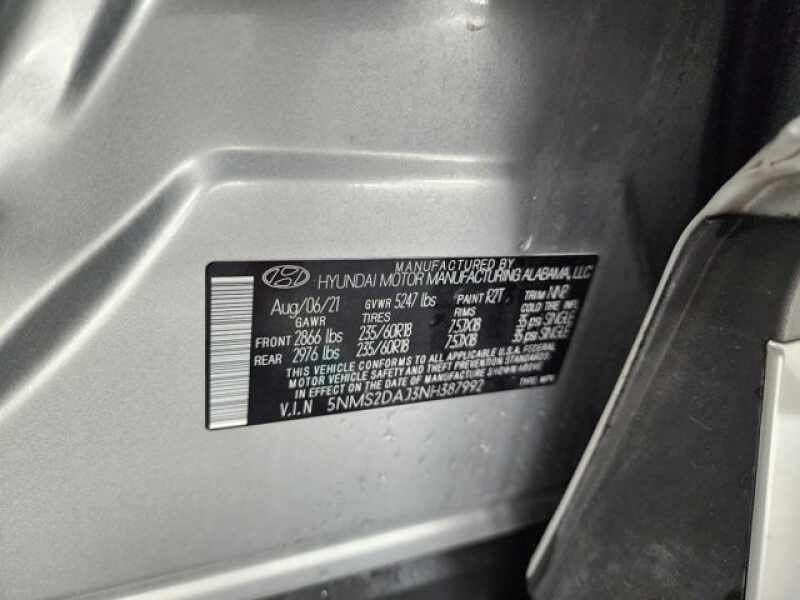 MANUFACTURED BY
HYUNDAI MOTOR MANUFACTURING ALABAMA, LLC
Aug/06/21 GVWR 5247 lbs PAINT R2T TRIM NNP
GAWR TIRES RIMS COLD TIRE INFL
FRONT 2866 lbs 235/60R18 7.5JX18 35 psi SINGLE
REAR 2976 lbs 235/60R18 7.5JX18 35 psi SINGLE
THIS VEHICLE CONFORMS TO ALL APPLICABLE U.S.A. FEDERAL
MOTOR VEHICLE SAFETY AND THEFT PREVENTION STANDARDS
IN EFFECT ON THE DATE OF MANUFACTURE SHOWN ABOVE
V.I.N 5NMS2DAJ3NH387992 TYPE: MPV